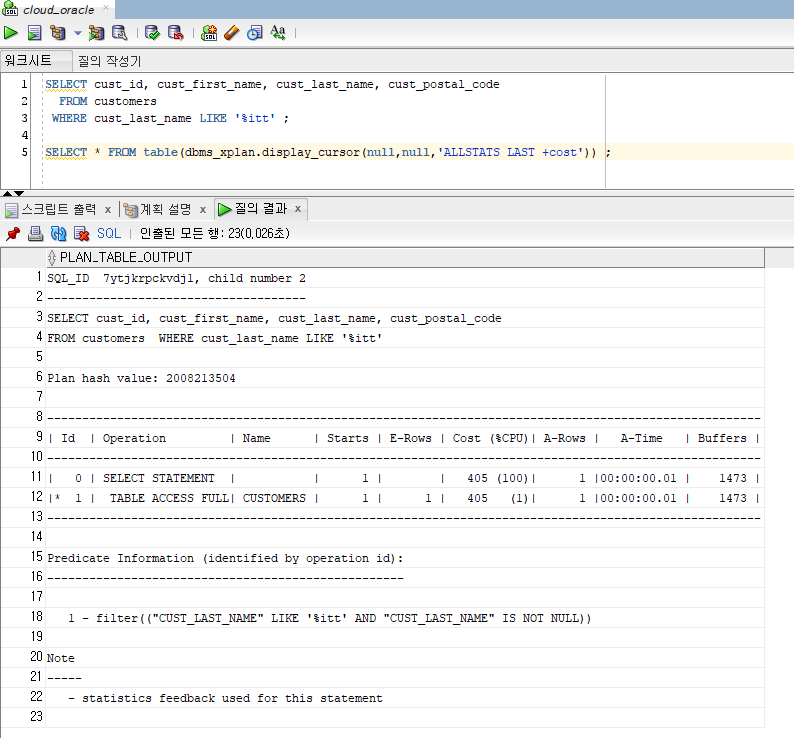 cloud_oracle
워크시트 질의 작성기
1 SELECT cust_id, cust_first_name, cust_last_name, cust_postal_code
2 FROM customers
3 WHERE cust_last_name LIKE '%itt' ;
4
5 SELECT * FROM table(dbms_xplan.display_cursor(null,null,'ALLSTATS LAST +cost')) ;
스크립트 출력 x 계획 설명 x 질의 결과 x
SQL | 인출된 모든 행: 23(0,026초)
PLAN_TABLE_OUTPUT
1 SQL_ID 7ytjkrpckvdjl, child number 2
2 -------------------------------------
3 SELECT cust_id, cust_first_name, cust_last_name, cust_postal_code
4 FROM customers WHERE cust_last_name LIKE '%itt'
5
6 Plan hash value: 2008213504
7
8 ------------------------------------------------------------------------------------------------------
9 | Id | Operation | Name | Starts | E-Rows | Cost (%CPU)| A-Rows | A-Time | Buffers |
10 ------------------------------------------------------------------------------------------------------
11 | 0 | SELECT STATEMENT | | 1 | | 405 (100)| 1 |00:00:00.01 | 1473 |
12 |* 1 | TABLE ACCESS FULL| CUSTOMERS | 1 | 1 | 405 (1)| 1 |00:00:00.01 | 1473 |
13 ------------------------------------------------------------------------------------------------------
14
15 Predicate Information (identified by operation id):
16 ---------------------------------------------------
17
18 1 - filter(("CUST_LAST_NAME" LIKE '%itt' AND "CUST_LAST_NAME" IS NOT NULL))
19
20 Note
21 -----
22 - statistics feedback used for this statement
23